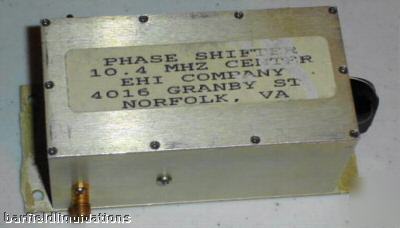 PHASE SHIFTER
10.4 MHZ CENTER
EHI COMPANY
4016 GRANBY ST
NORFOLK, VA
barfieldliquidations